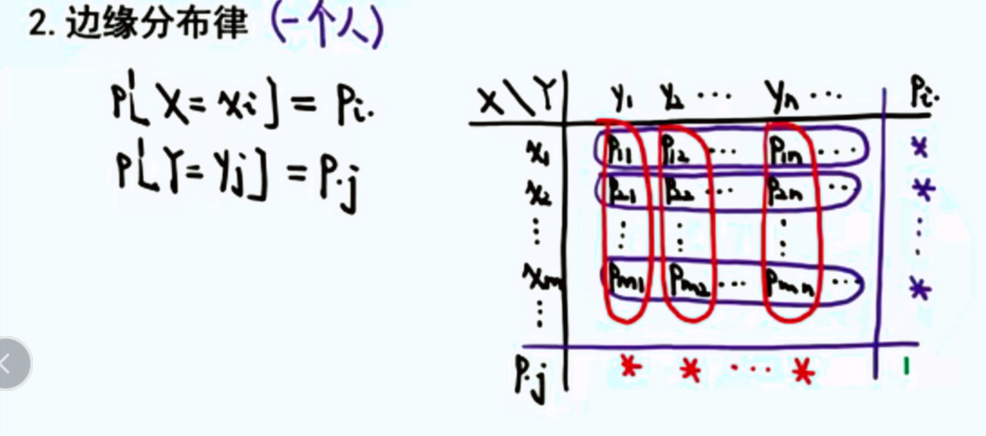 2. 边缘分布律 (一个人)
P[X = xi] = Pi.
P[Y = yj] = P.j
X \ Y y1 y2 ... yn ... Pi.
x1 P11 P12 ... P1n ... *
x2 P21 P22 ... P2n ... *
⋮ ⋮ ⋮ ⋮ ⋮
xm Pm1 Pm2 ... Pmn ... *
⋮
P.j * * ... * 1